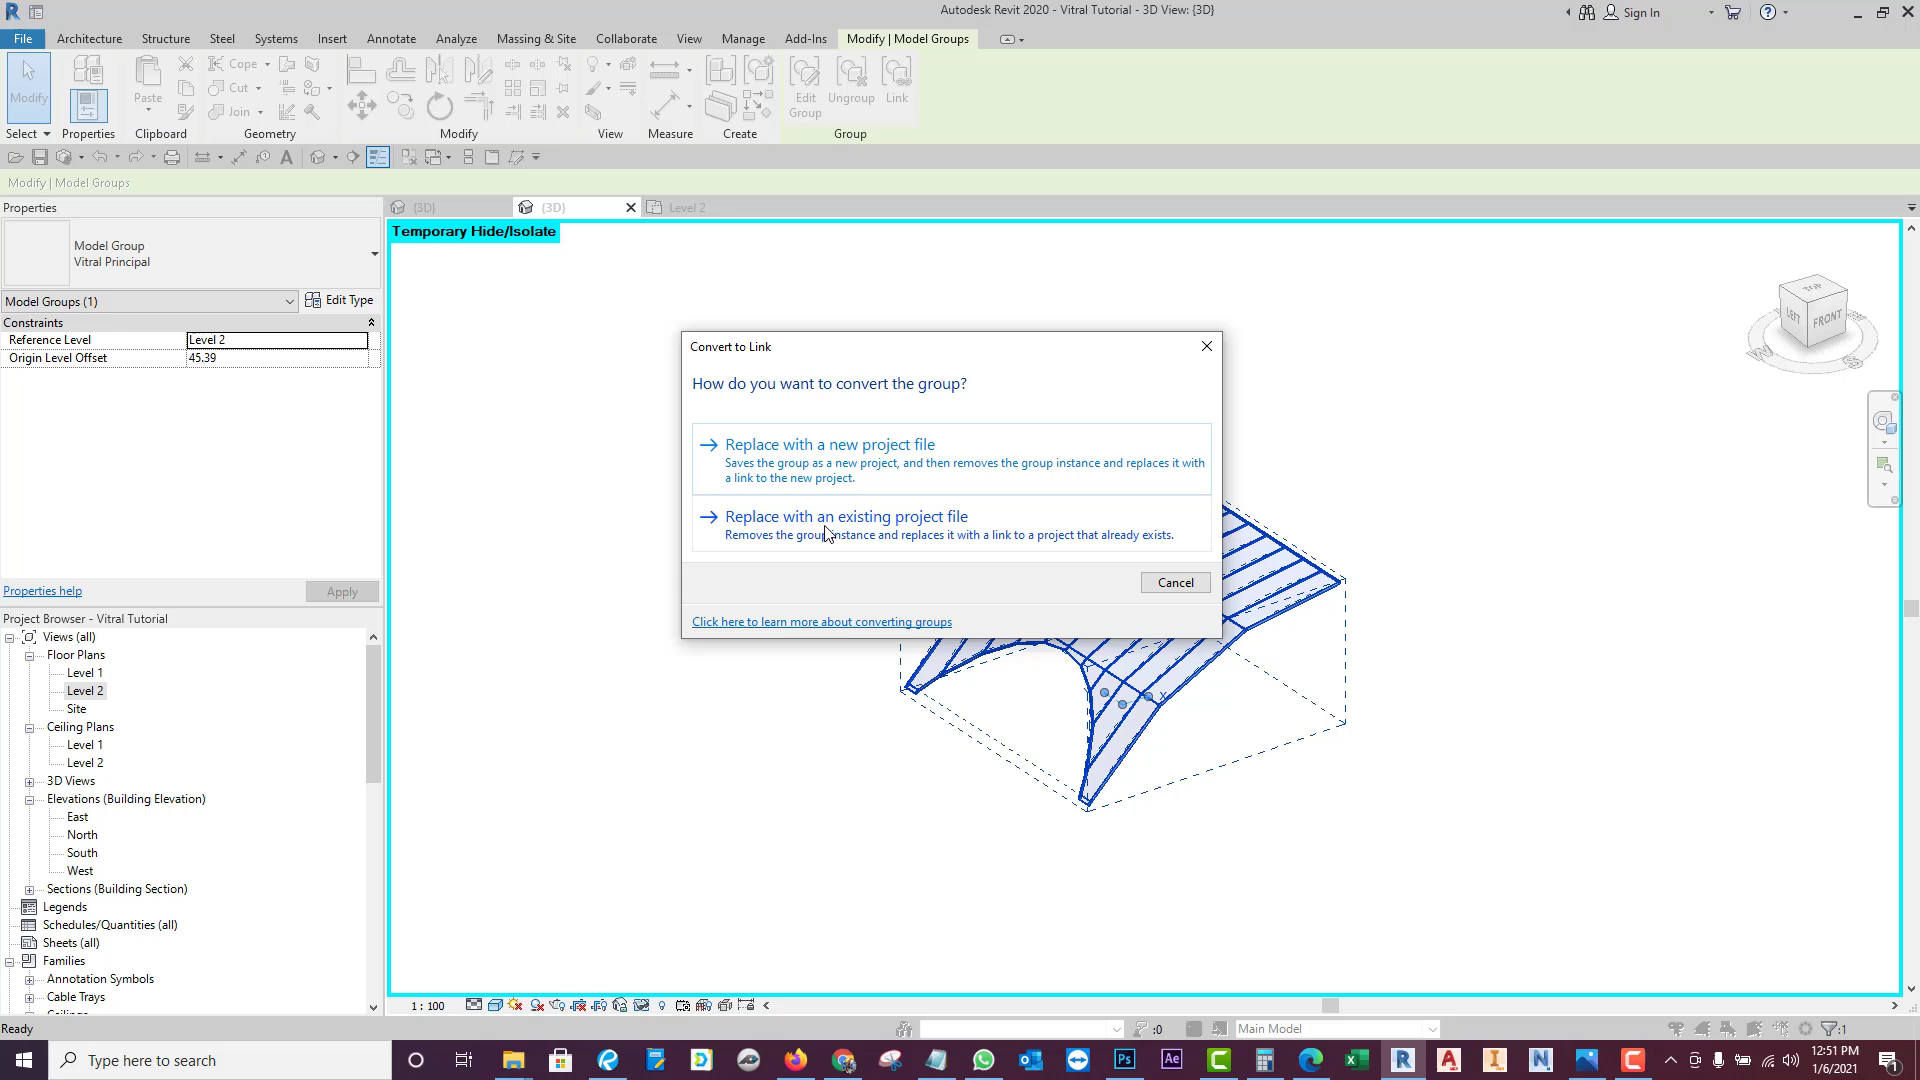 Autodesk Revit 2020 - Vitral Tutorial - 3D View: {3D}
Sign In
File Architecture Structure Steel Systems Insert Annotate Analyze Massing & Site Collaborate View Manage Add-Ins Modify | Model Groups
Modify
Paste
Cope
Cut
Join
Edit Group
Ungroup
Link
Select Properties Clipboard Geometry Modify View Measure Create Group
Modify | Model Groups
Properties
{3D}
{3D}
Level 2
Temporary Hide/Isolate
Model Group
Vitral Principal
Model Groups (1)
Edit Type
Constraints
Reference Level Level 2
Origin Level Offset 45.39
Properties help
Apply
Project Browser - Vitral Tutorial
Views (all)
Floor Plans
Level 1
Level 2
Site
Ceiling Plans
Level 1
Level 2
3D Views
Elevations (Building Elevation)
East
North
South
West
Sections (Building Section)
Legends
Schedules/Quantities (all)
Sheets (all)
Families
Annotation Symbols
Cable Trays
Convert to Link
How do you want to convert the group?
Replace with a new project file
Saves the group as a new project, and then removes the group instance and replaces it with
a link to the new project.
Replace with an existing project file
Removes the group instance and replaces it with a link to a project that already exists.
Cancel
Click here to learn more about converting groups
TOP
LEFT
FRONT
W
S
X
1 : 100
Ready
:0
Main Model
:1
Type here to search
12:51 PM
1/6/2021
1